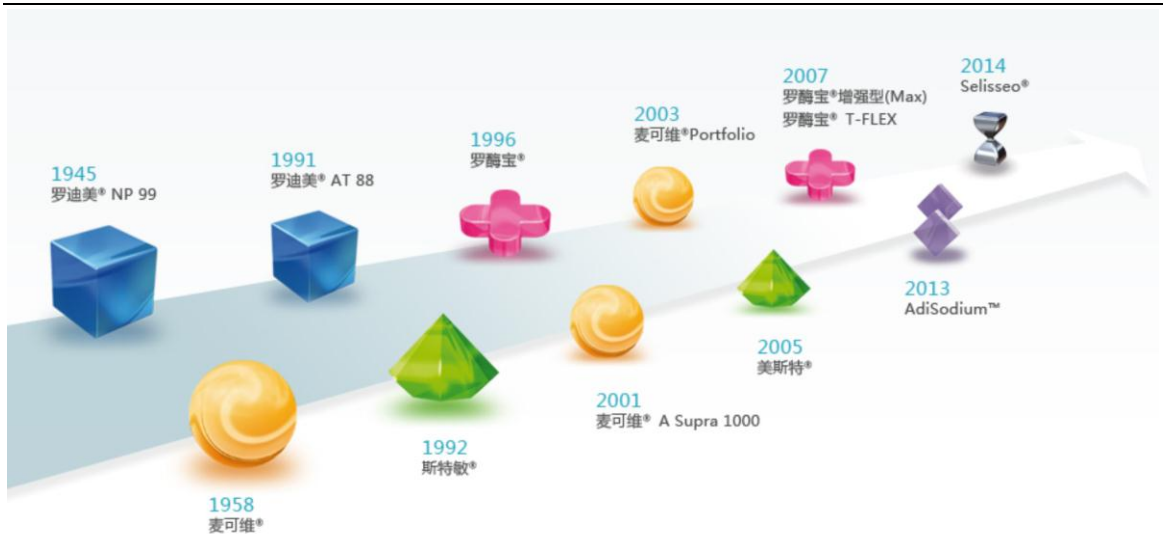 1945
罗迪美® NP 99
1958
麦可维®
1991
罗迪美® AT 88
1992
斯特敏®
1996
罗酶宝®
2001
麦可维® A Supra 1000
2003
麦可维®Portfolio
2005
美斯特®
2007
罗酶宝®增强型(Max)
罗酶宝® T-FLEX
2013
AdiSodium™
2014
Selisseo®